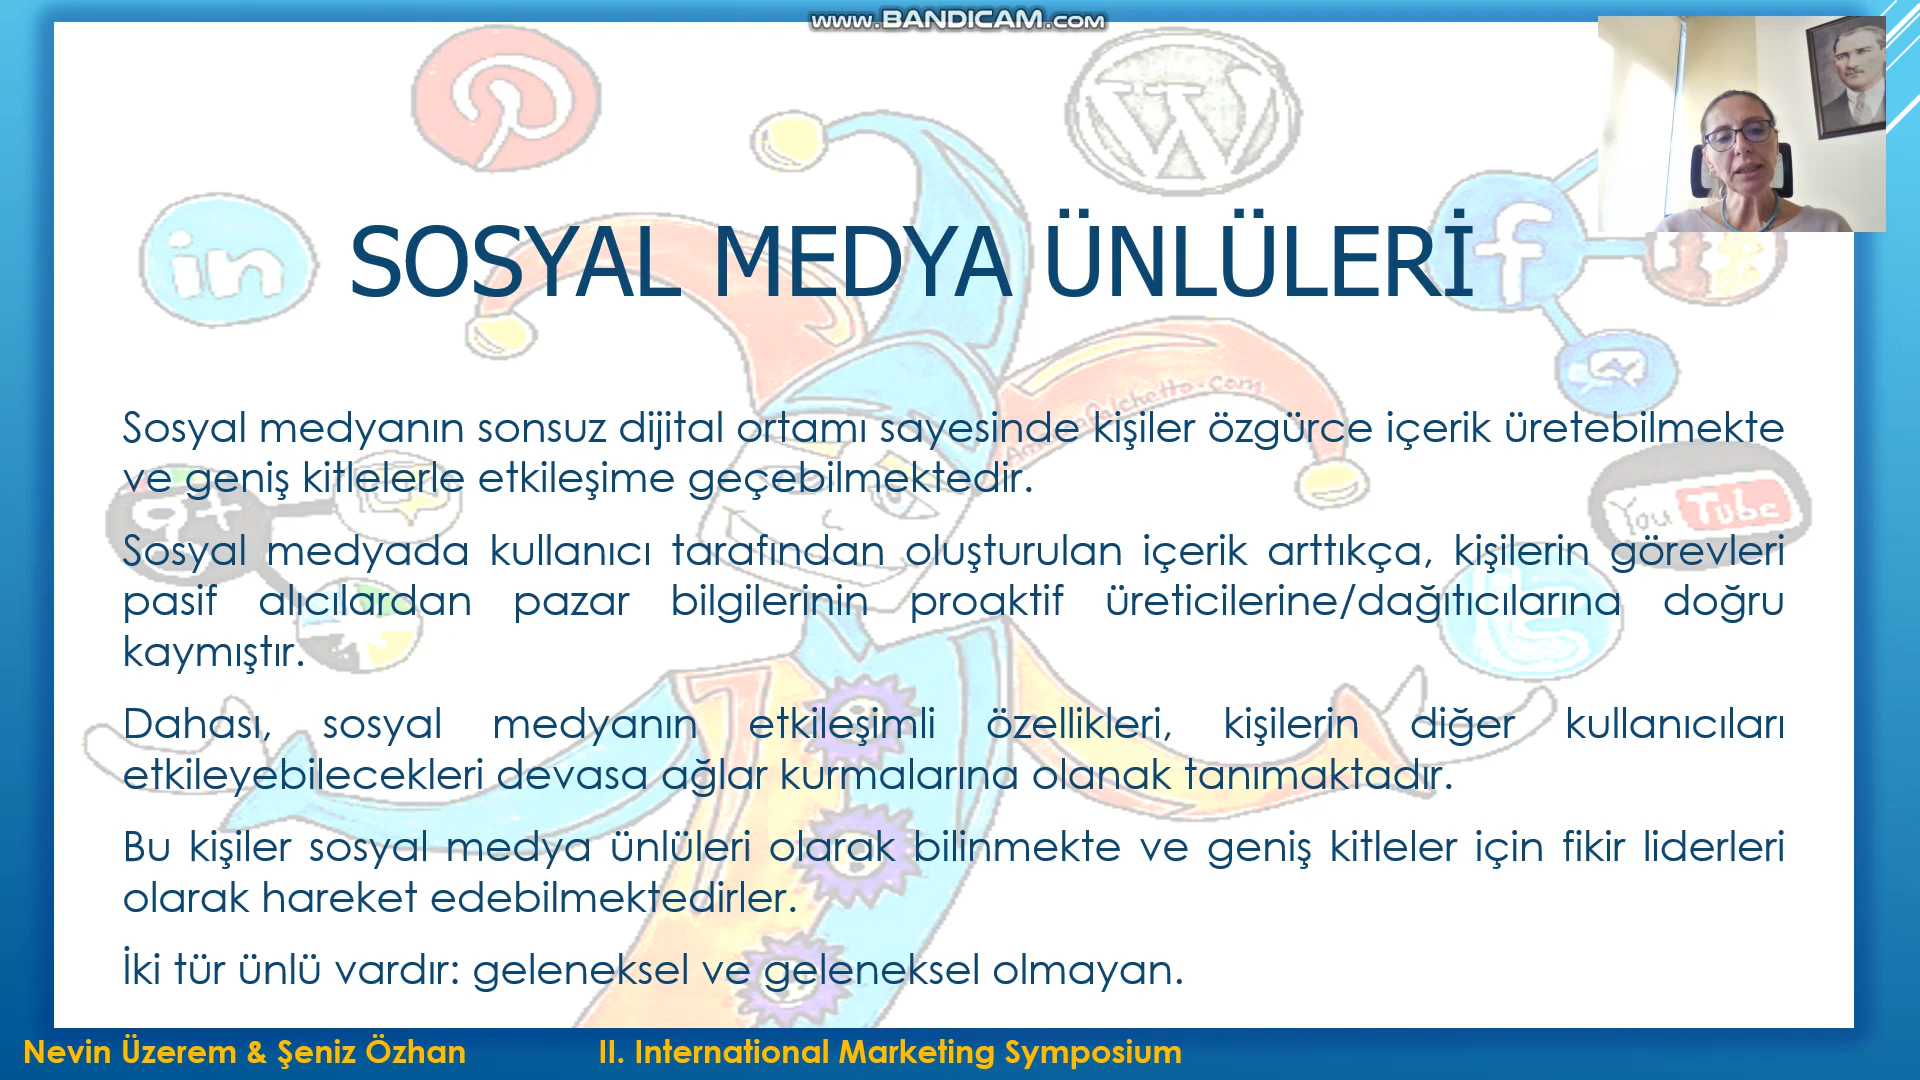 www.BANDICAM.com
SOSYAL MEDYA ÜNLÜLERİ
Sosyal medyanın sonsuz dijital ortamı sayesinde kişiler özgürce içerik üretebilmekte
ve geniş kitlelerle etkileşime geçebilmektedir.
Sosyal medyada kullanıcı tarafından oluşturulan içerik arttıkça, kişilerin görevleri
pasif alıcılardan pazar bilgilerinin proaktif üreticilerine/dağıtıcılarına doğru
kaymıştır.
Dahası, sosyal medyanın etkileşimli özellikleri, kişilerin diğer kullanıcıları
etkileyebilecekleri devasa ağlar kurmalarına olanak tanımaktadır.
Bu kişiler sosyal medya ünlüleri olarak bilinmekte ve geniş kitleler için fikir liderleri
olarak hareket edebilmektedirler.
İki tür ünlü vardır: geleneksel ve geleneksel olmayan.
in
f
g+
You Tube
Nevin Üzerem & Şeniz Özhan
II. International Marketing Symposium